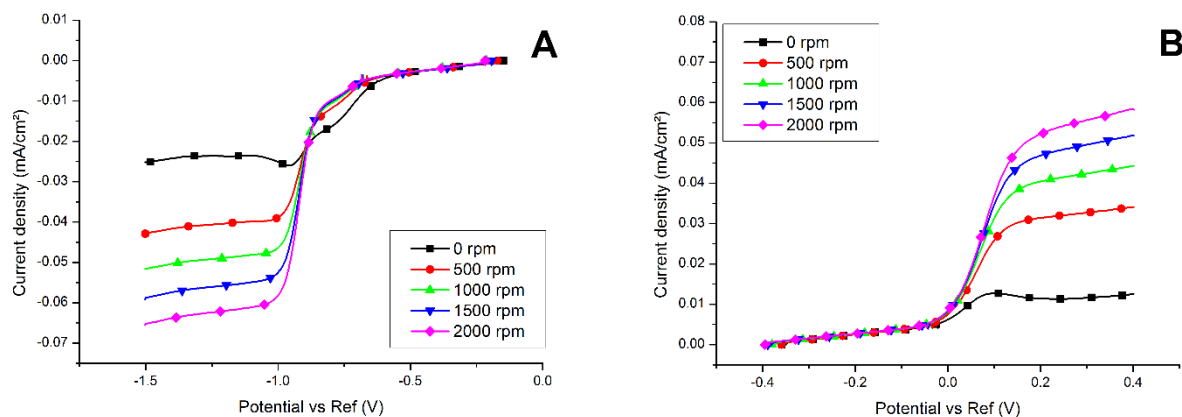 A
0.01
0.00
-0.01
-0.02
-0.03
-0.04
-0.05
-0.06
-0.07
Current density (mA/cm²)
0 rpm
500 rpm
1000 rpm
1500 rpm
2000 rpm
-1.5
-1.0
-0.5
0.0
Potential vs Ref (V)
B
0.08
0.07
0.06
0.05
0.04
0.03
0.02
0.01
0.00
Current density (mA/cm²)
0 rpm
500 rpm
1000 rpm
1500 rpm
2000 rpm
-0.4
-0.2
0.0
0.2
0.4
Potential vs Ref (V)